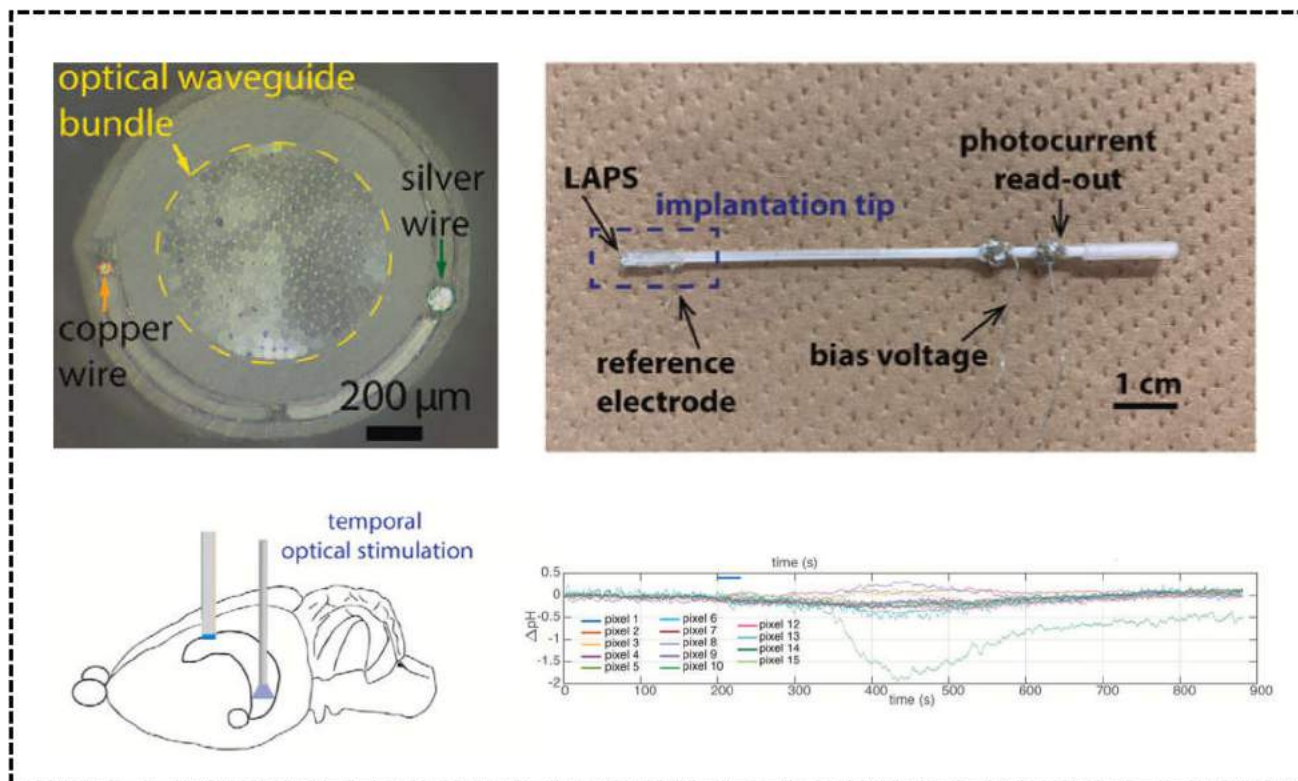 optical waveguide
bundle
silver
wire
copper
wire
200 µm
LAPS
implantation tip
photocurrent
read-out
reference
electrode
bias voltage
1 cm
temporal
optical stimulation
time (s)
0.5
0
-0.5
-1
-1.5
-2
ΔpH
pixel 1
pixel 2
pixel 3
pixel 4
pixel 5
pixel 6
pixel 7
pixel 8
pixel 9
pixel 10
pixel 12
pixel 13
pixel 14
pixel 15
0 100 200 300 400 500 600 700 800 900
time (s)